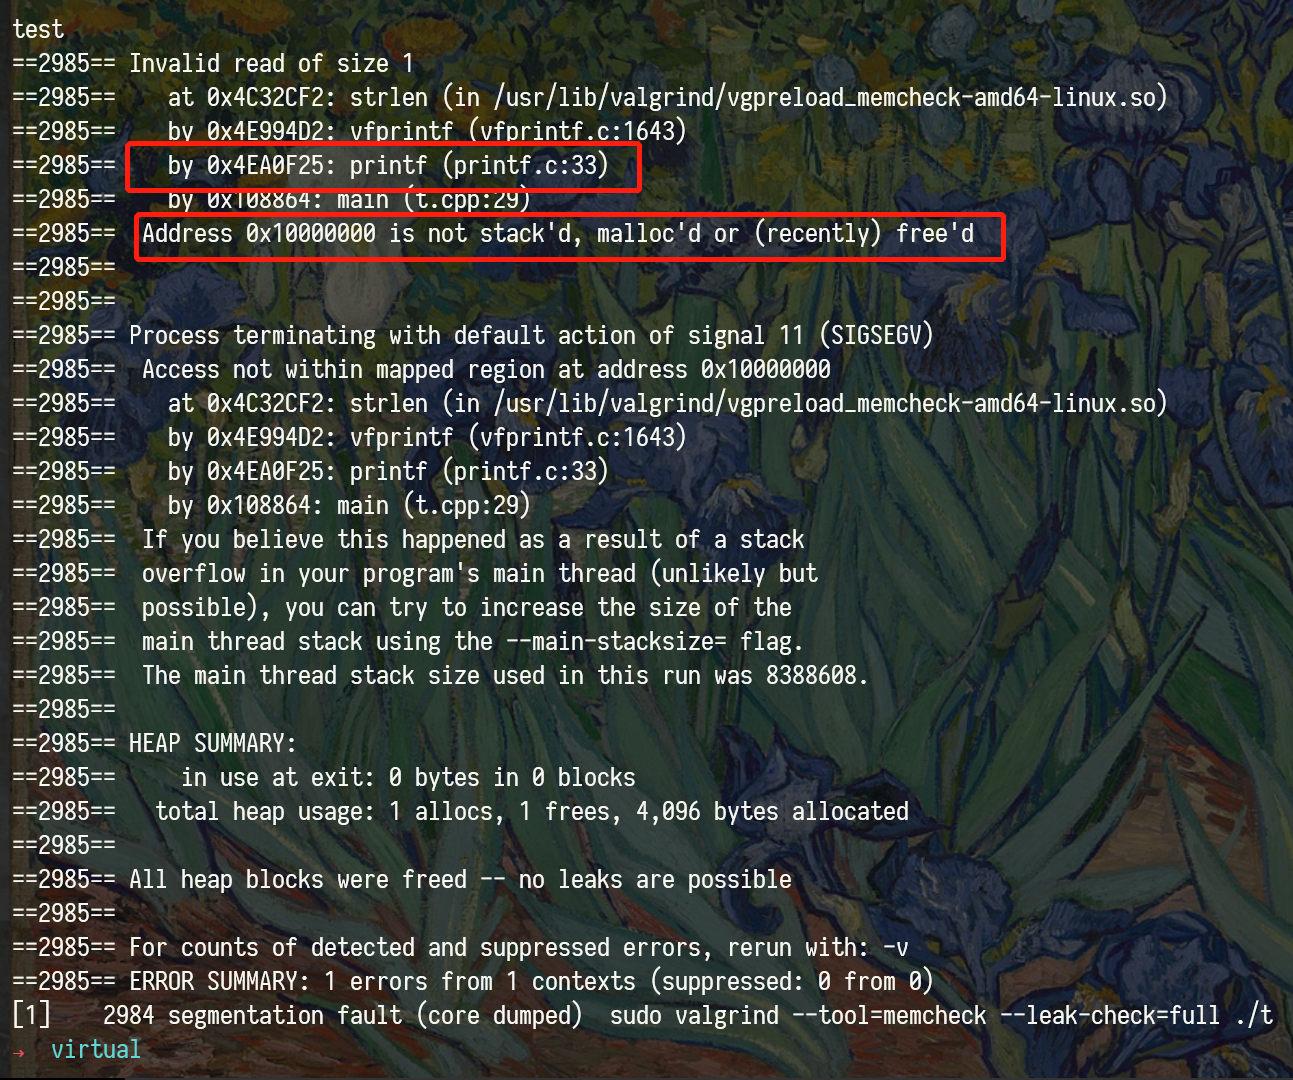 test
==2985== Invalid read of size 1
==2985==    at 0x4C32CF2: strlen (in /usr/lib/valgrind/vgpreload_memcheck-amd64-linux.so)
==2985==    by 0x4E994D2: vfprintf (vfprintf.c:1643)
==2985==    by 0x4EA0F25: printf (printf.c:33)
==2985==    by 0x108864: main (t.cpp:29)
==2985==  Address 0x10000000 is not stack'd, malloc'd or (recently) free'd
==2985==
==2985==
==2985== Process terminating with default action of signal 11 (SIGSEGV)
==2985==  Access not within mapped region at address 0x10000000
==2985==    at 0x4C32CF2: strlen (in /usr/lib/valgrind/vgpreload_memcheck-amd64-linux.so)
==2985==    by 0x4E994D2: vfprintf (vfprintf.c:1643)
==2985==    by 0x4EA0F25: printf (printf.c:33)
==2985==    by 0x108864: main (t.cpp:29)
==2985==  If you believe this happened as a result of a stack
==2985==  overflow in your program's main thread (unlikely but
==2985==  possible), you can try to increase the size of the
==2985==  main thread stack using the --main-stacksize= flag.
==2985==  The main thread stack size used in this run was 8388608.
==2985==
==2985== HEAP SUMMARY:
==2985==     in use at exit: 0 bytes in 0 blocks
==2985==   total heap usage: 1 allocs, 1 frees, 4,096 bytes allocated
==2985==
==2985== All heap blocks were freed -- no leaks are possible
==2985==
==2985== For counts of detected and suppressed errors, rerun with: -v
==2985== ERROR SUMMARY: 1 errors from 1 contexts (suppressed: 0 from 0)
[1]    2984 segmentation fault (core dumped)  sudo valgrind --tool=memcheck --leak-check=full ./t
→  virtual